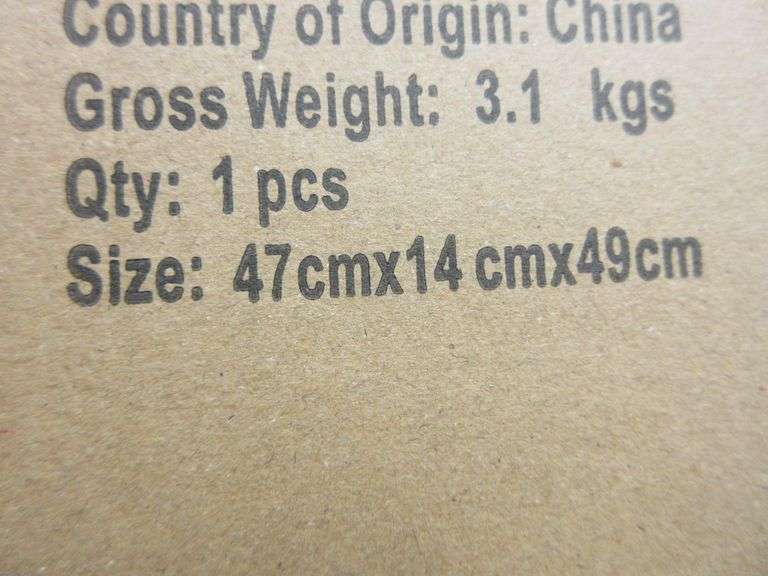 Country of Origin: China
Gross Weight: 3.1 kgs
Qty: 1 pcs
Size: 47cmx14 cmx49cm